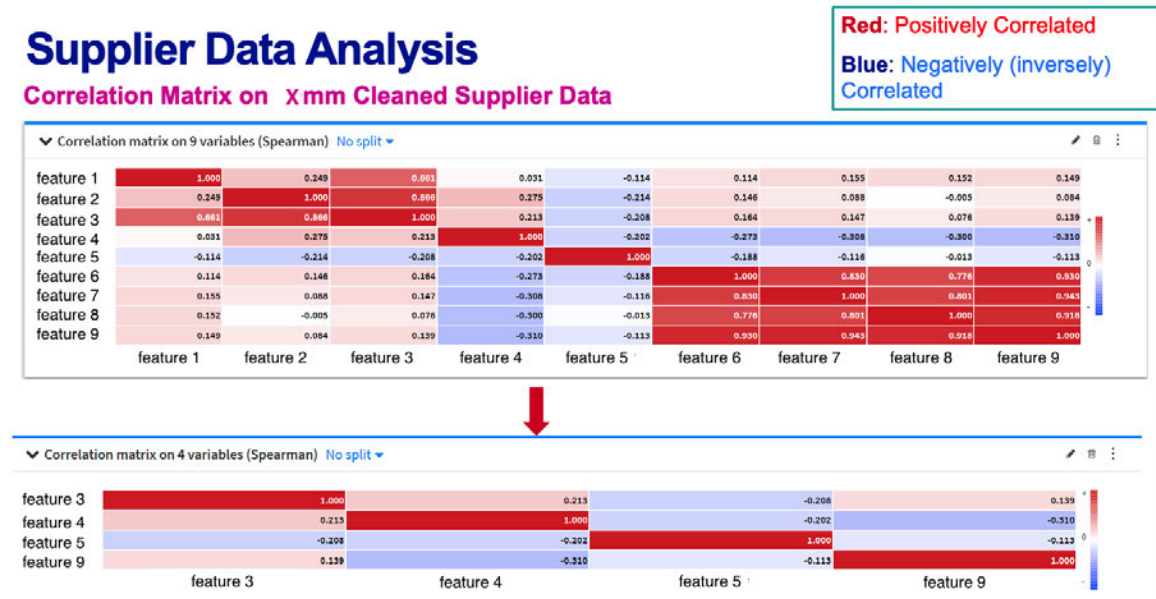 Supplier Data Analysis
Correlation Matrix on X mm Cleaned Supplier Data
Red: Positively Correlated
Blue: Negatively (inversely)
Correlated
Correlation matrix on 9 variables (Spearman) No split
feature 1 1.000 0.249 0.661 0.031 -0.114 0.114 0.155 0.152 0.149
feature 2 0.249 1.000 0.866 0.275 -0.214 0.146 0.088 -0.005 0.084
feature 3 0.661 0.866 1.000 0.213 -0.208 0.164 0.147 0.076 0.139
feature 4 0.031 0.275 0.213 1.000 -0.202 -0.273 -0.308 -0.300 -0.310
feature 5 -0.114 -0.214 -0.208 -0.202 1.000 -0.188 -0.116 -0.013 -0.113
feature 6 0.114 0.146 0.164 -0.273 -0.188 1.000 0.830 0.776 0.930
feature 7 0.155 0.088 0.147 -0.308 -0.116 0.830 1.000 0.801 0.943
feature 8 0.152 -0.005 0.076 -0.300 -0.013 0.776 0.801 1.000 0.918
feature 9 0.149 0.084 0.139 -0.310 -0.113 0.930 0.943 0.918 1.000
feature 1 feature 2 feature 3 feature 4 feature 5 feature 6 feature 7 feature 8 feature 9
+
0
-
Correlation matrix on 4 variables (Spearman) No split
feature 3 1.000 0.213 -0.208 0.139
feature 4 0.213 1.000 -0.202 -0.310
feature 5 -0.208 -0.202 1.000 -0.113
feature 9 0.139 -0.310 -0.113 1.000
feature 3 feature 4 feature 5 feature 9
+
0
-